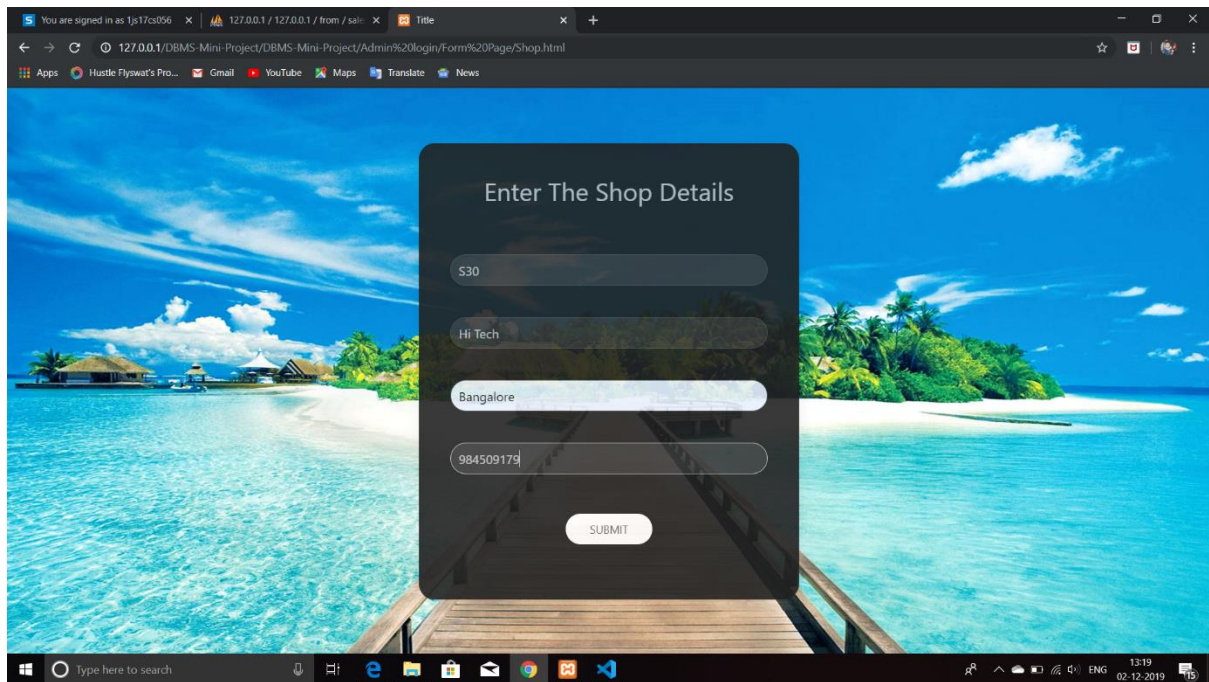 You are signed in as 1js17cs056
127.0.0.1 / 127.0.0.1 / from / sale
Title
127.0.0.1/DBMS-Mini-Project/DBMS-Mini-Project/Admin%20login/Form%20Page/Shop.html
Apps Hustle Flyswat's Pro... Gmail YouTube Maps Translate News
Enter The Shop Details
S30
Hi Tech
Bangalore
984509179
SUBMIT
Type here to search
ENG
13:19
02-12-2019
15